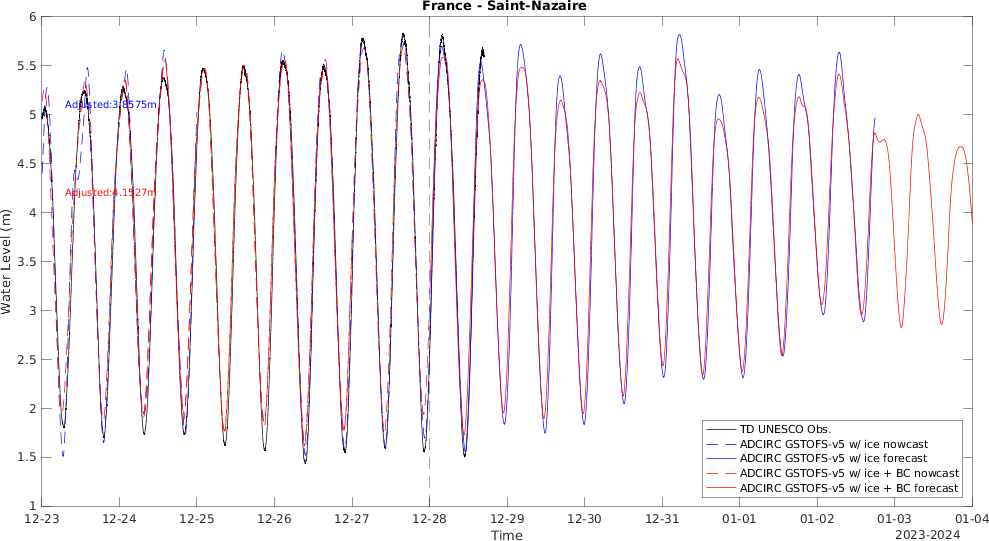 France - Saint-Nazaire
6
5.5
5
4.5
4
3.5
3
2.5
2
1.5
1
Water Level (m)
Adjusted:3.8575m
Adjusted:4.1527m
TD UNESCO Obs.
ADCIRC GSTOFS-v5 w/ ice nowcast
ADCIRC GSTOFS-v5 w/ ice forecast
ADCIRC GSTOFS-v5 w/ ice + BC nowcast
ADCIRC GSTOFS-v5 w/ ice + BC forecast
12-23 12-24 12-25 12-26 12-27 12-28 12-29 12-30 12-31 01-01 01-02 01-03 01-04
Time
2023-2024